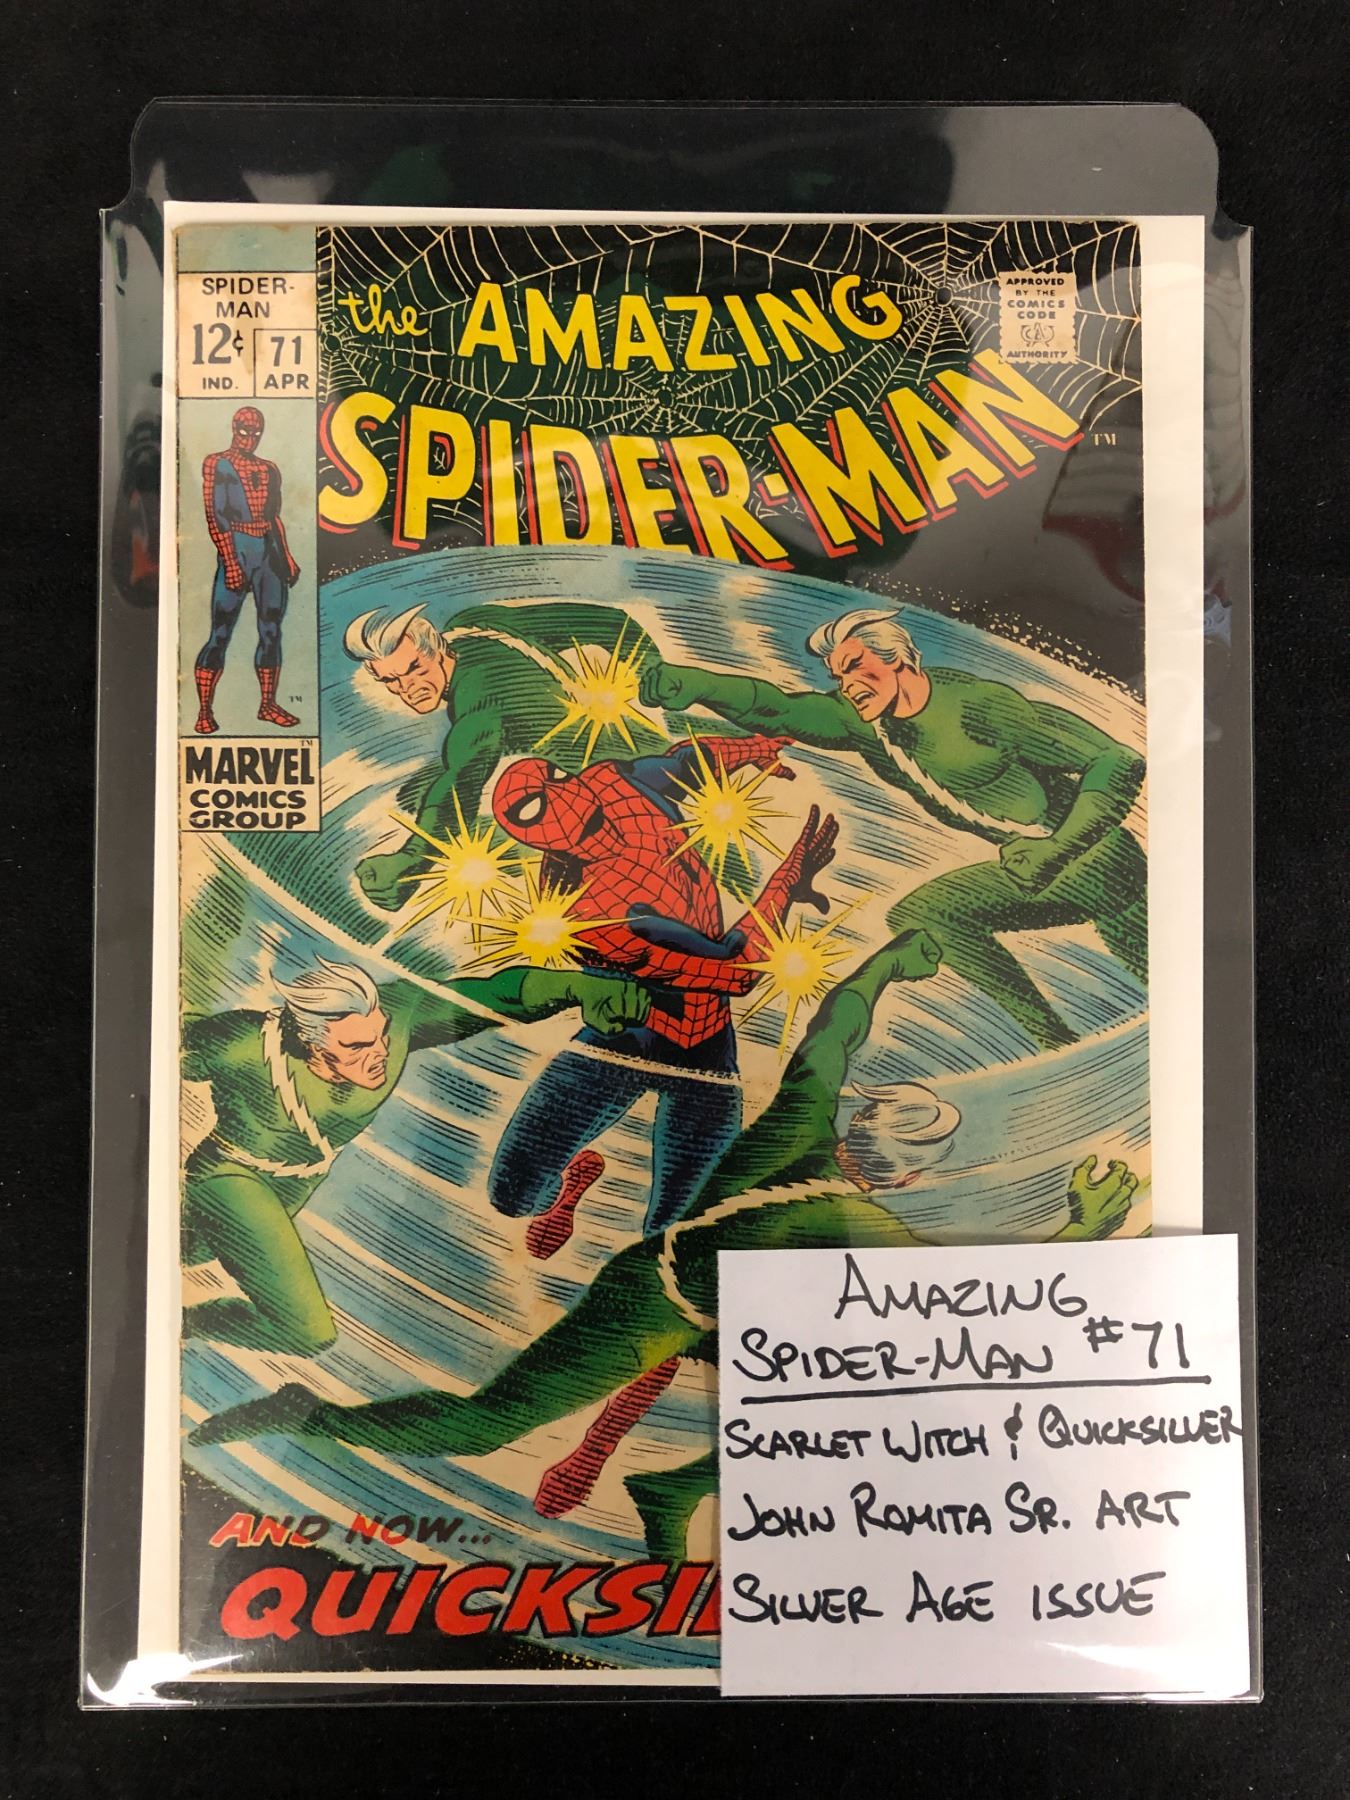 SPIDER-
MAN
12¢
IND.
71
APR
the AMAZING
SPIDER-MAN
TM
APPROVED
BY THE
COMICS
CODE
CA
AUTHORITY
TM
MARVEL
TM
COMICS
GROUP
AND NOW...
QUICKSI
AMAZING
SPIDER-MAN #71
SCARLET WITCH & QUICKSILVER
JOHN ROMITA SR. ART
SILVER AGE ISSUE